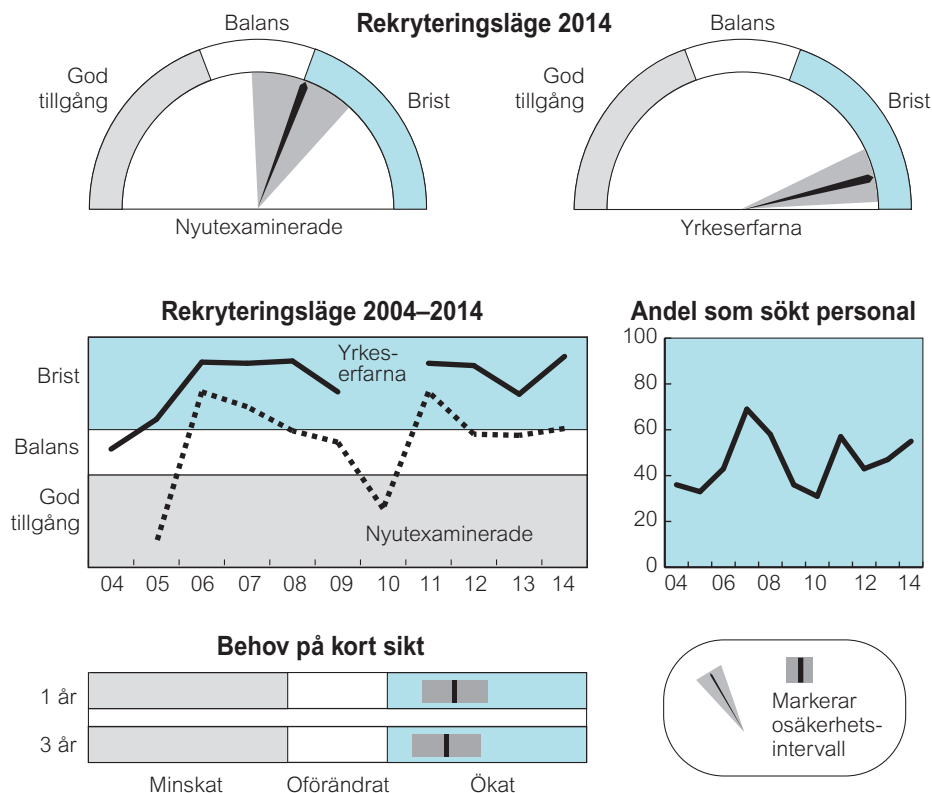 Rekryteringsläge 2014
Balans
God
tillgång
Brist
Nyutexaminerade
Balans
God
tillgång
Brist
Yrkeserfarna
Rekryteringsläge 2004–2014
Brist
Balans
God
tillgång
Yrkes-
erfarna
Nyutexaminerade
04 05 06 07 08 09 10 11 12 13 14
Andel som sökt personal
100
80
60
40
20
0
04 06 08 10 12 14
Behov på kort sikt
1 år
3 år
Minskat Oförändrat Ökat
Markerar
osäkerhets-
intervall